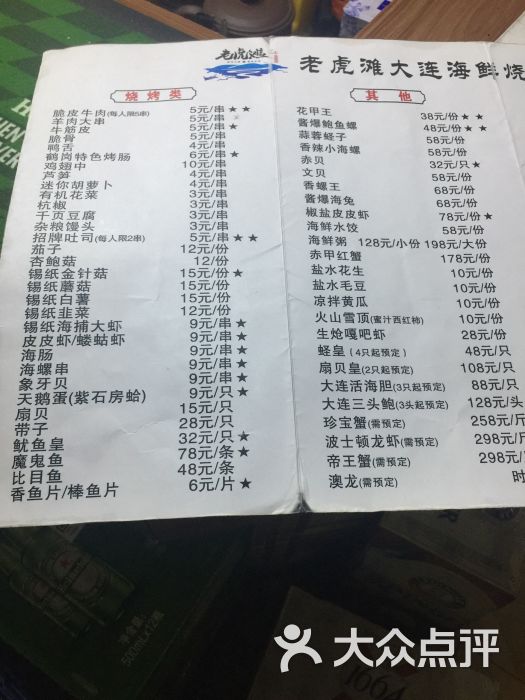 老虎滩
老虎滩大连海鲜烧
烧烤类
脆皮牛肉(每人限5串) 5元/串★★
羊肉大串 5元/串
牛筋皮 5元/串
脆骨 5元/串
鸭舌 4元/串
鹤岗特色烤肠 6元/串★
鸡翅中 10元/串
芦笋 4元/串
迷你胡萝卜 4元/串
有机花菜 3元/串
杭椒 3元/串
千页豆腐 3元/串
杂粮馒头 3元/串
招牌吐司(每人限2串) 5元/串★★
茄子 12元/份
杏鲍菇 12/份
锡纸金针菇 15元/份★
锡纸蘑菇 15元/份
锡纸白薯 15元/份
锡纸韭菜 12元/份
锡纸海捕大虾 9元/串★
皮皮虾/蝼蛄虾 9元/串★
海肠 9元/串★
海螺串 9元/串★
象牙贝 9元/串★
天鹅蛋(紫石房蛤) 9元/只★
扇贝 15元/只
带子 28元/只
鱿鱼皇 32元/只★
魔鬼鱼 78元/条★
比目鱼 48元/条
香鱼片/棒鱼片 6元/片★
其他
花甲王 38元/份★★
酱爆鲍鱼螺 48元/份★★
蒜蓉蛏子 58元/份
香辣小海螺 58元/份
赤贝 32元/只★
文贝 68元/份
香螺王 68元/份
酱爆海兔 58元/份
椒盐皮皮虾 78元/份★
海鲜水饺 58元/份
海鲜粥 128元/小份 198元/大份
赤甲红蟹 178元/份
盐水花生 10元/份
盐水毛豆 10元/份
凉拌黄瓜 10元/份
火山雪顶(蜜汁西红柿) 10元/份
生炝嘎吧虾 28元/份
蛏皇(4只起预定) 48元/只
扇贝皇(2只起预定) 108元/只
大连活海胆(3只起预定) 88元/只
大连三头鲍(3头起预定) 128元/头
珍宝蟹(需预定) 258元/斤
波士顿龙虾(需预定) 298元/斤
帝王蟹(需预定) 298元/
澳龙(需预定) 时
500ml×12瓶
1664
大众点评